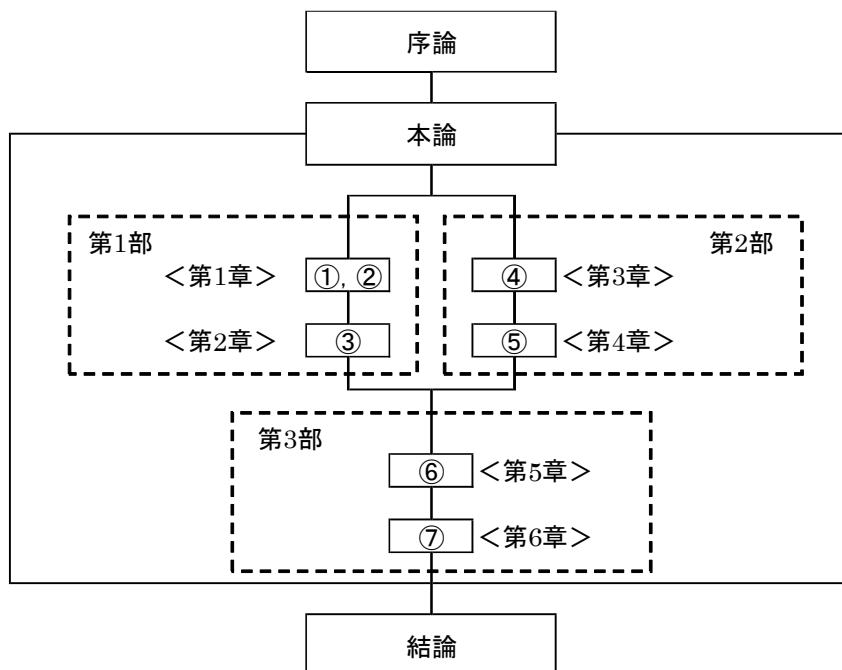 序論
本論
第1部
<第1章>
①, ②
<第2章>
③
第2部
④
<第3章>
⑤
<第4章>
第3部
⑥
<第5章>
⑦
<第6章>
結論